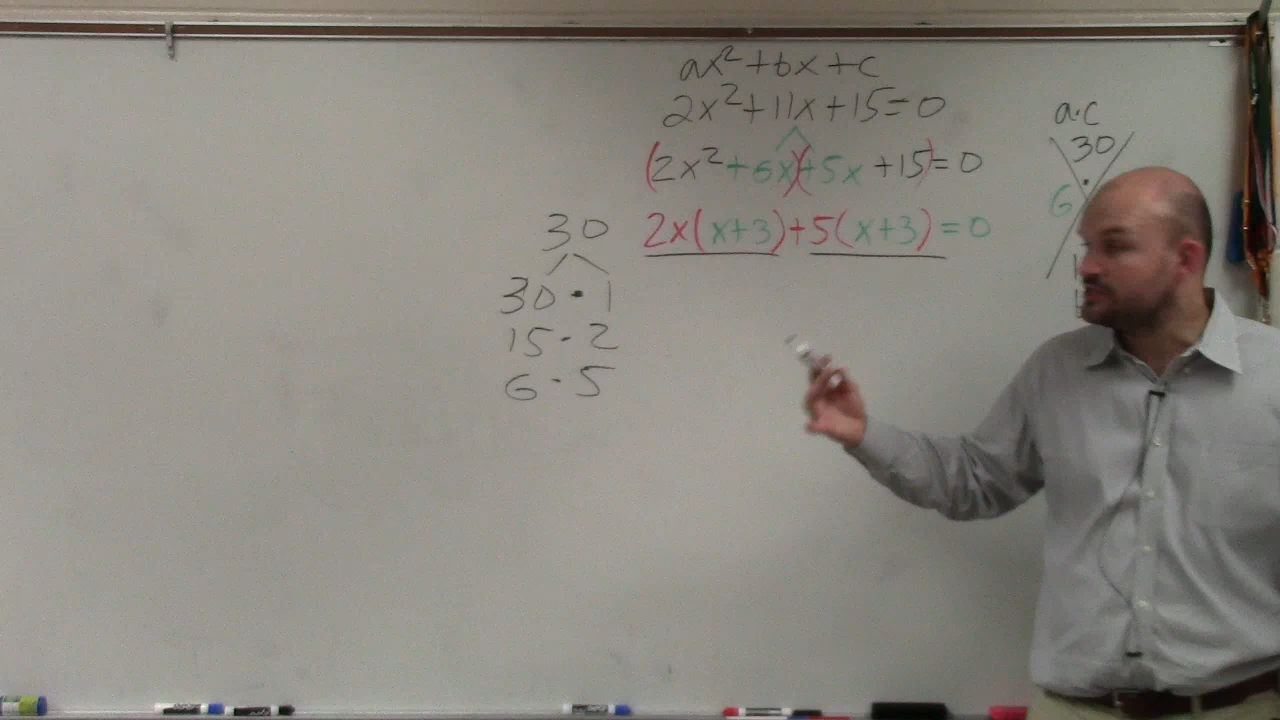 ax²+bx+c
2x²+11x+15=0
(2x²+6x)(+5x+15)=0
2x(x+3)+5(x+3)=0
30
30·1
15·2
6·5
a·c
30
6